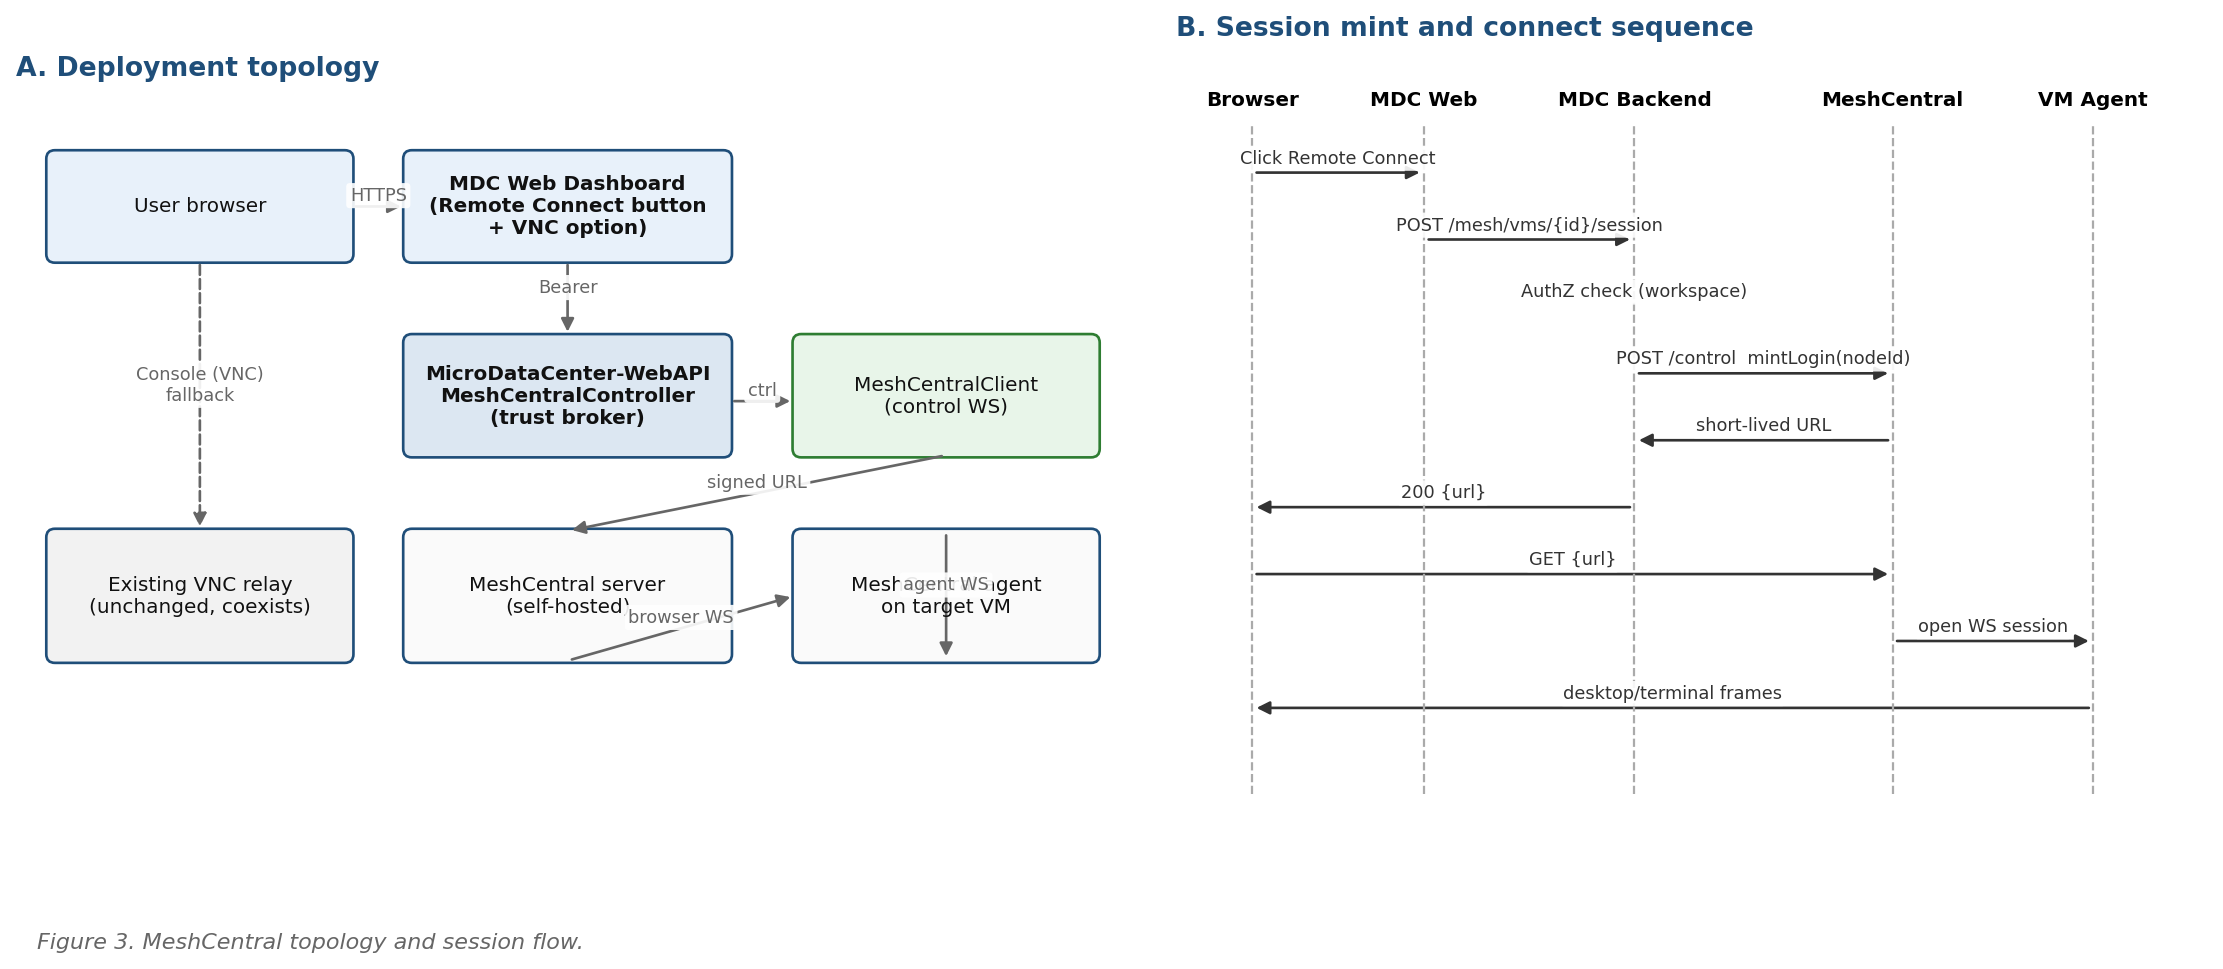 B. Session mint and connect sequence
A. Deployment topology
User browser
HTTPS
MDC Web Dashboard
(Remote Connect button
+ VNC option)
Bearer
Console (VNC)
fallback
MicroDataCenter-WebAPI
MeshCentralController
(trust broker)
ctrl
MeshCentralClient
(control WS)
signed URL
Existing VNC relay
(unchanged, coexists)
MeshCentral server
(self-hosted)
browser WS
agent WS
on target VM
Browser
MDC Web
MDC Backend
MeshCentral
VM Agent
Click Remote Connect
POST /mesh/vms/{id}/session
AuthZ check (workspace)
POST /control  mintLogin(nodeId)
short-lived URL
200 {url}
GET {url}
open WS session
desktop/terminal frames
Figure 3. MeshCentral topology and session flow.